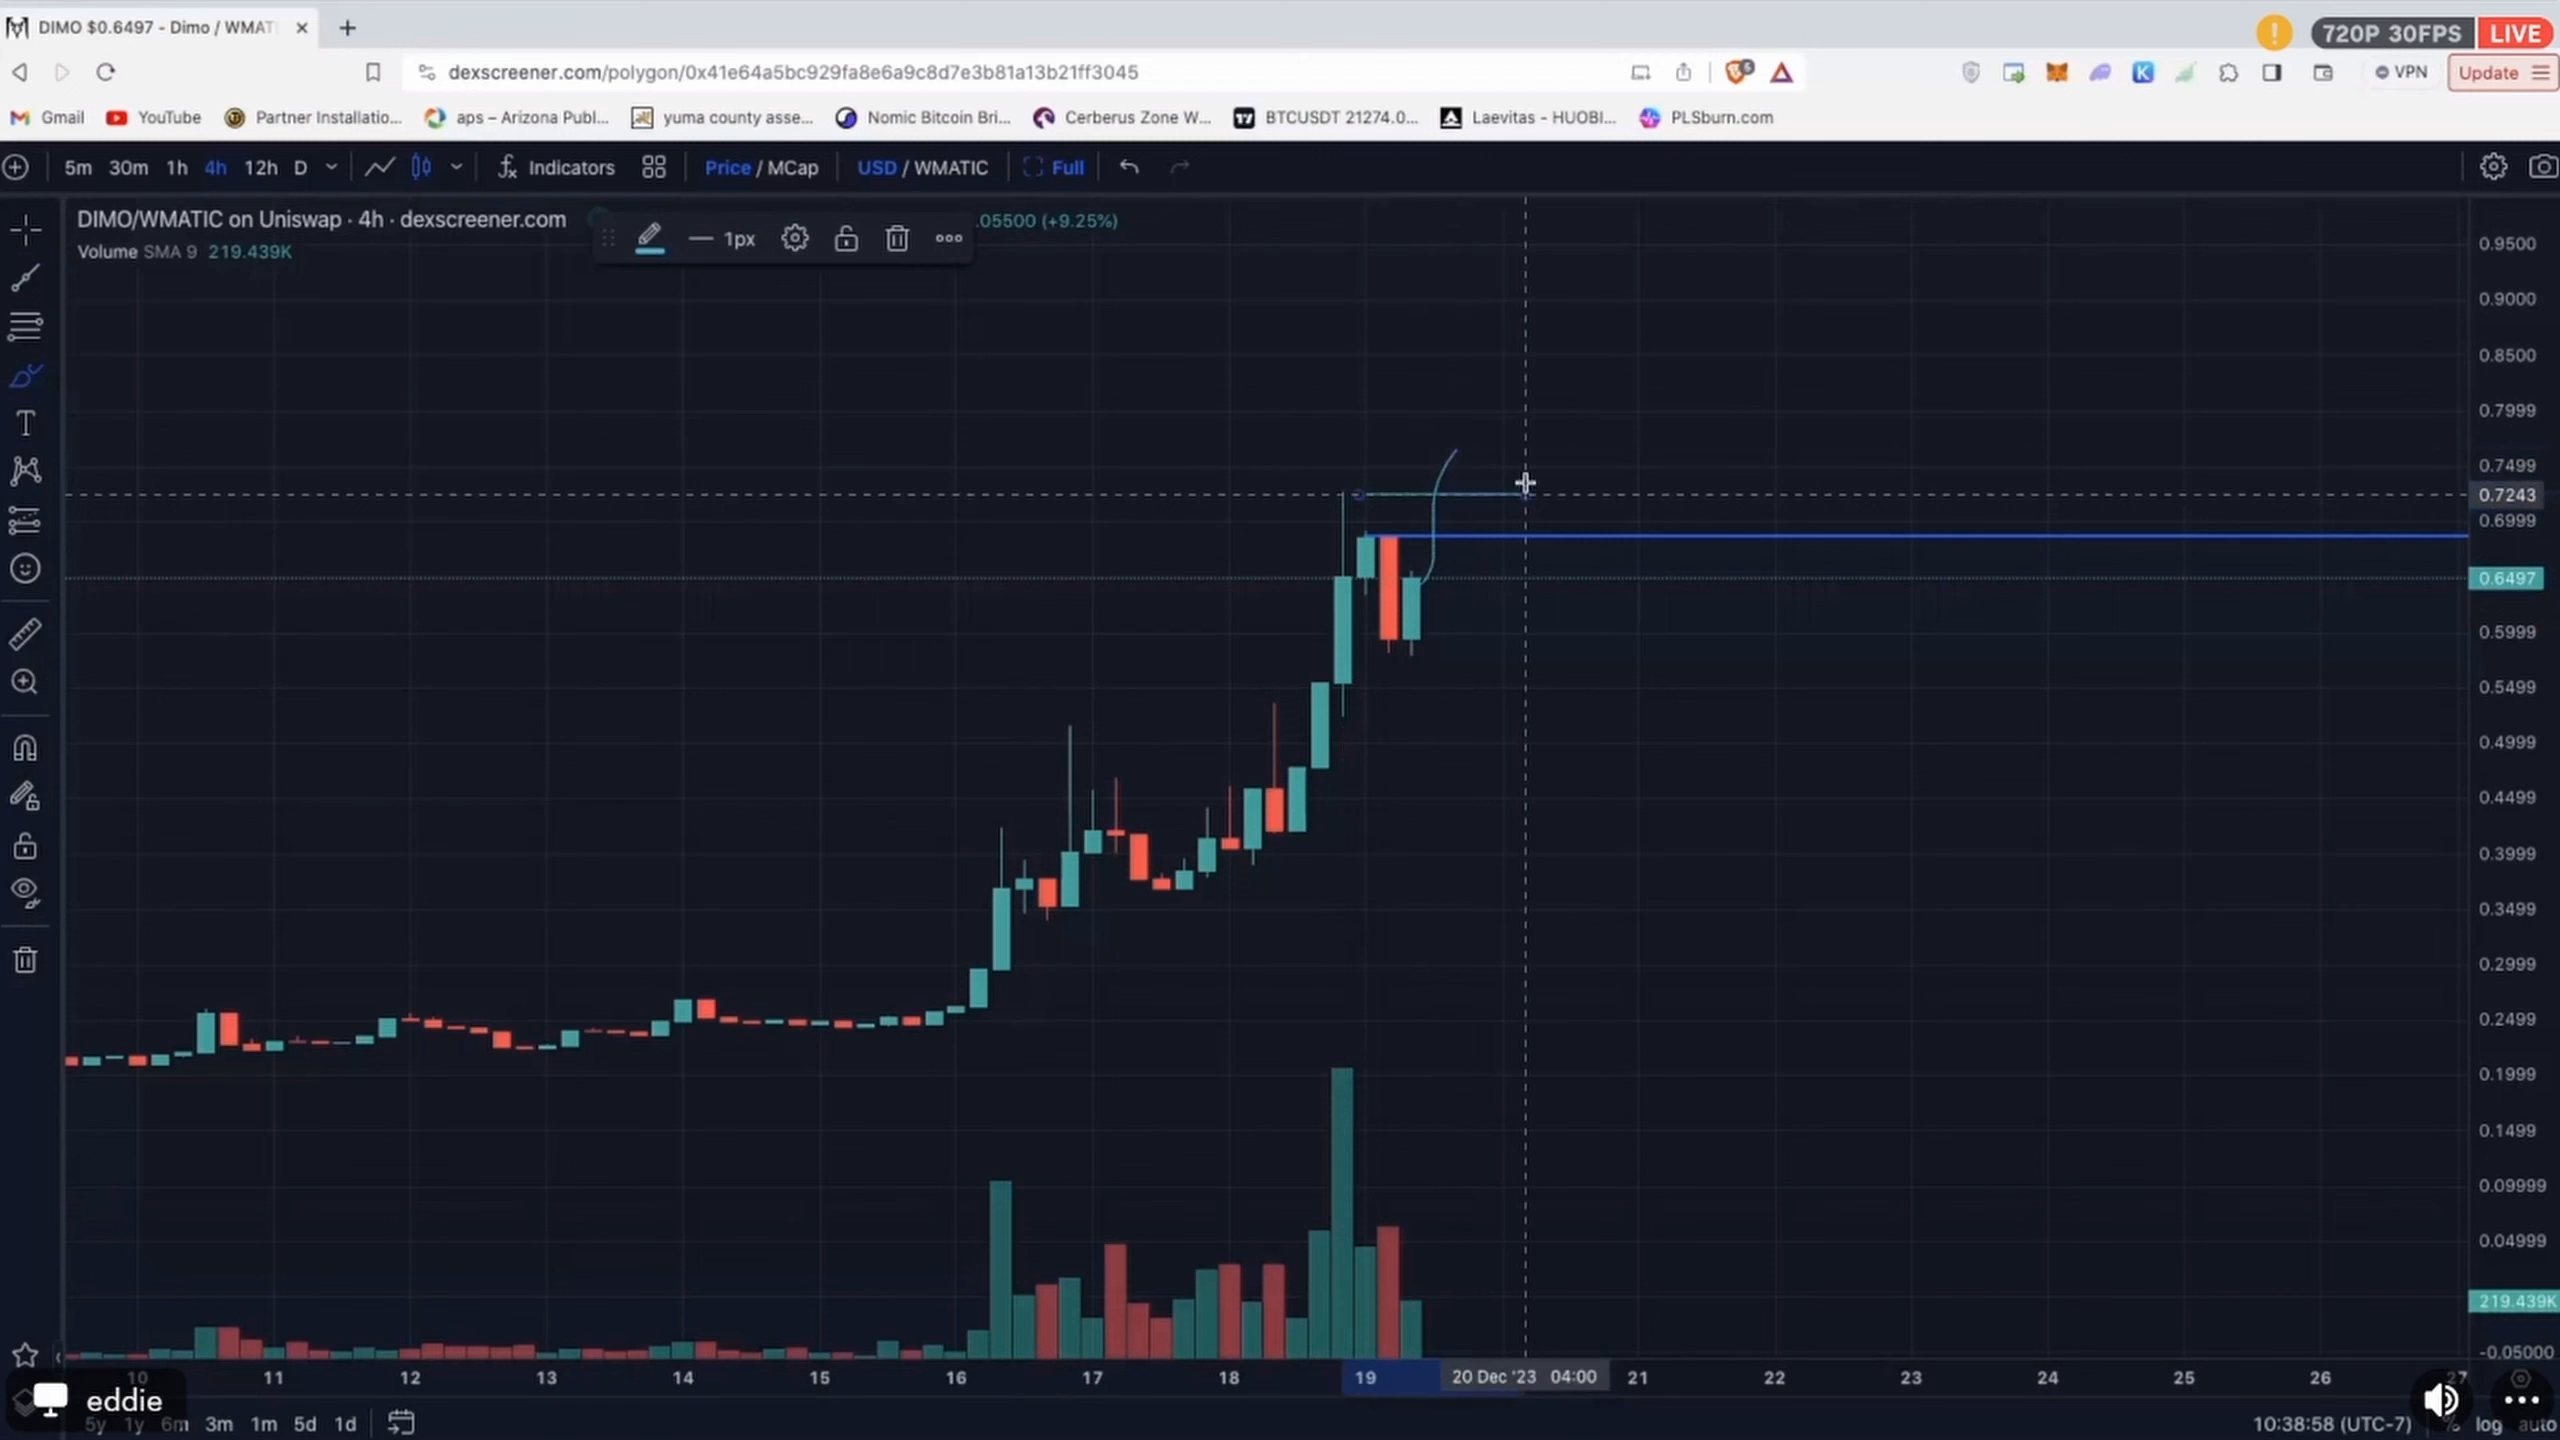 DIMO $0.6497 - Dimo / WMAT
720P 30FPS LIVE
dexscreener.com/polygon/0x41e64a5bc929fa8e6a9c8d7e3b81a13b21ff3045
VPN Update
Gmail YouTube Partner Installatio... aps – Arizona Publ... yuma county asse... Nomic Bitcoin Bri... Cerberus Zone W... BTCUSDT 21274.0... Laevitas - HUOBI... PLSburn.com
5m 30m 1h 4h 12h D Indicators Price / MCap USD / WMATIC Full
DIMO/WMATIC on Uniswap · 4h · dexscreener.com .05500 (+9.25%)
1px
Volume SMA 9 219.439K
0.9500
0.9000
0.8500
0.7999
0.7499
0.7243
0.6999
0.6497
0.5999
0.5499
0.4999
0.4499
0.3999
0.3499
0.2999
0.2499
0.1999
0.1499
0.09999
0.04999
219.439K
-0.05000
10 11 12 13 14 15 16 17 18 19 20 Dec '23 04:00 21 22 23 24 25 26 27
eddie
5y 1y 6m 3m 1m 5d 1d
10:38:58 (UTC-7) % log auto